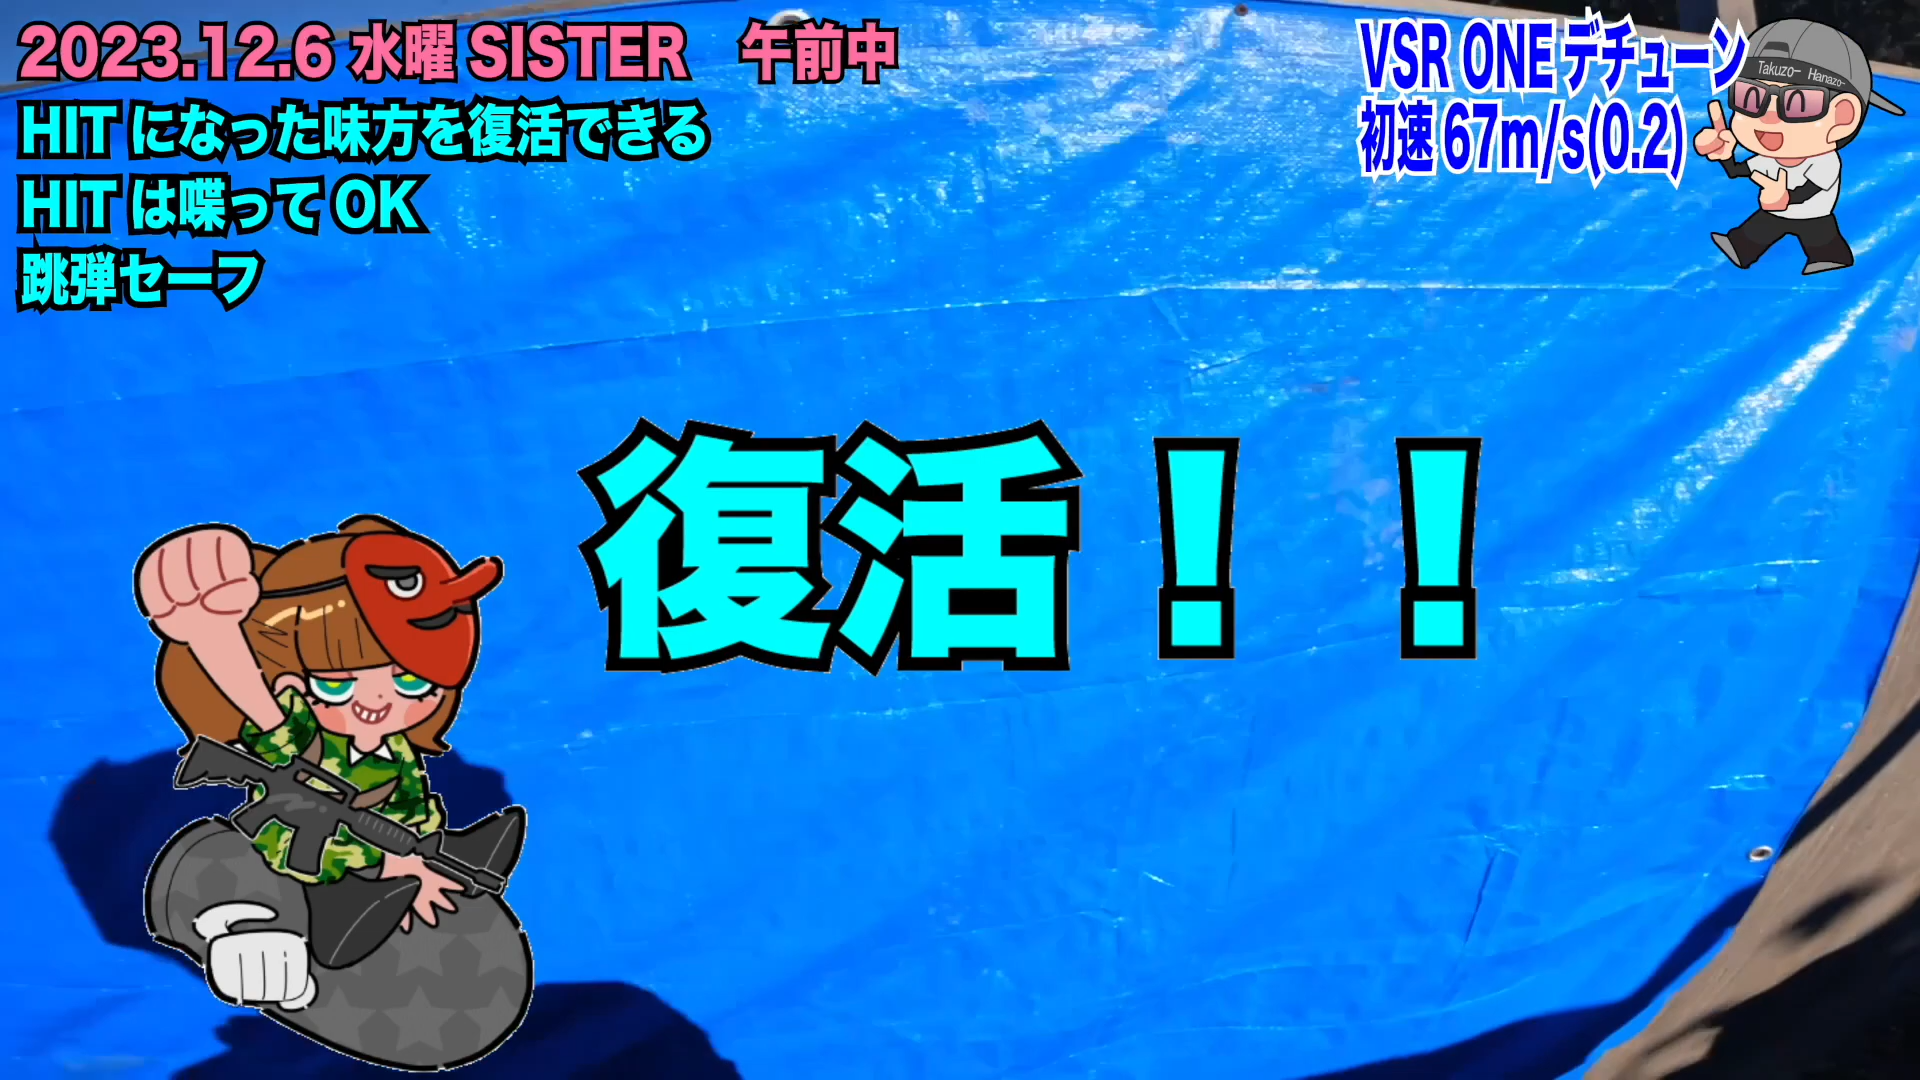 2023.12.6 水曜 SISTER　午前中
HIT になった味方を復活できる
HIT は喋って OK
跳弾セーフ
VSR ONE デチューン
初速 67m/s(0.2)
Takuzo- Hanazo-
復活！！